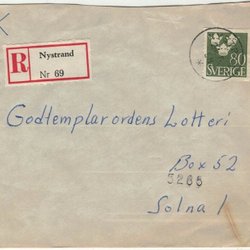 R
Nystrand
Nr 69
80
SVERIGE
Godtemplarordens Lotteri
Box 52
5265
Solna 1